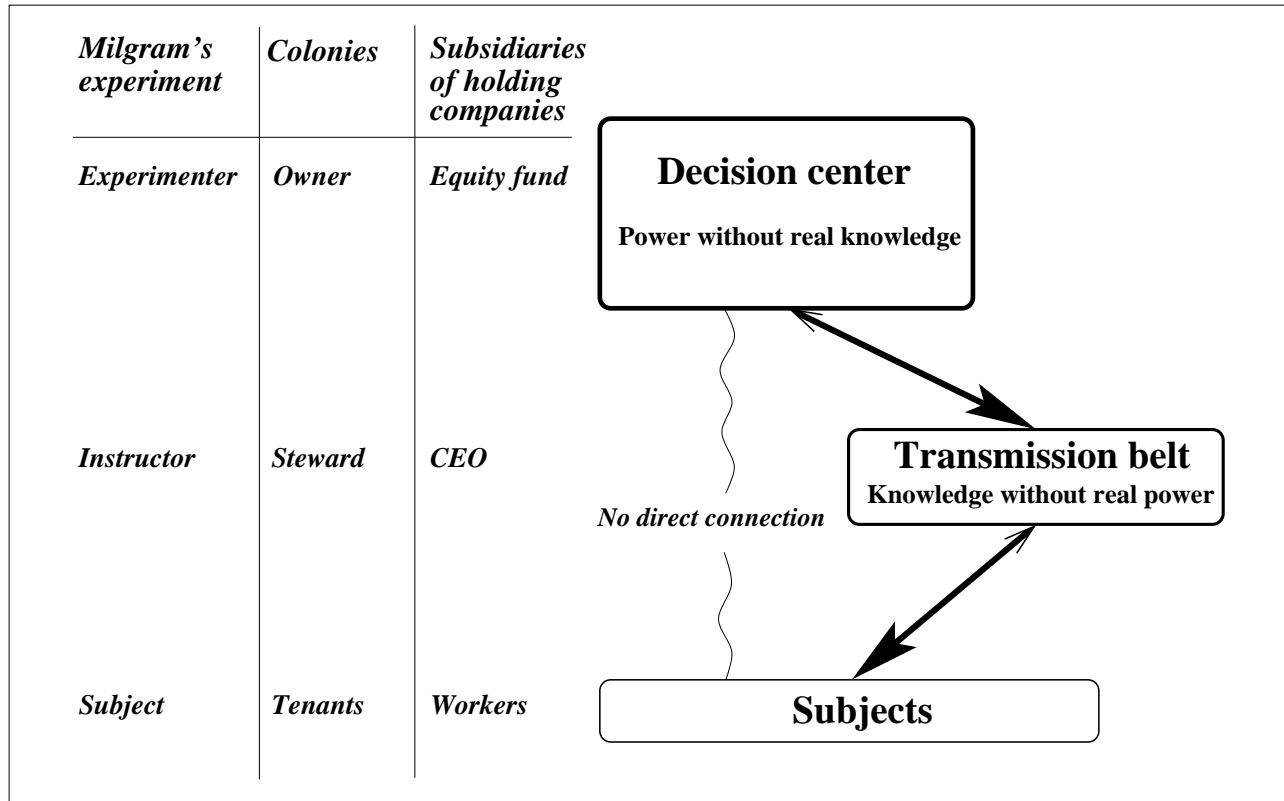 Milgram's
experiment
Colonies
Subsidiaries
of holding
companies
Experimenter
Owner
Equity fund
Decision center
Power without real knowledge
Instructor
Steward
CEO
Transmission belt
Knowledge without real power
No direct connection
Subject
Tenants
Workers
Subjects